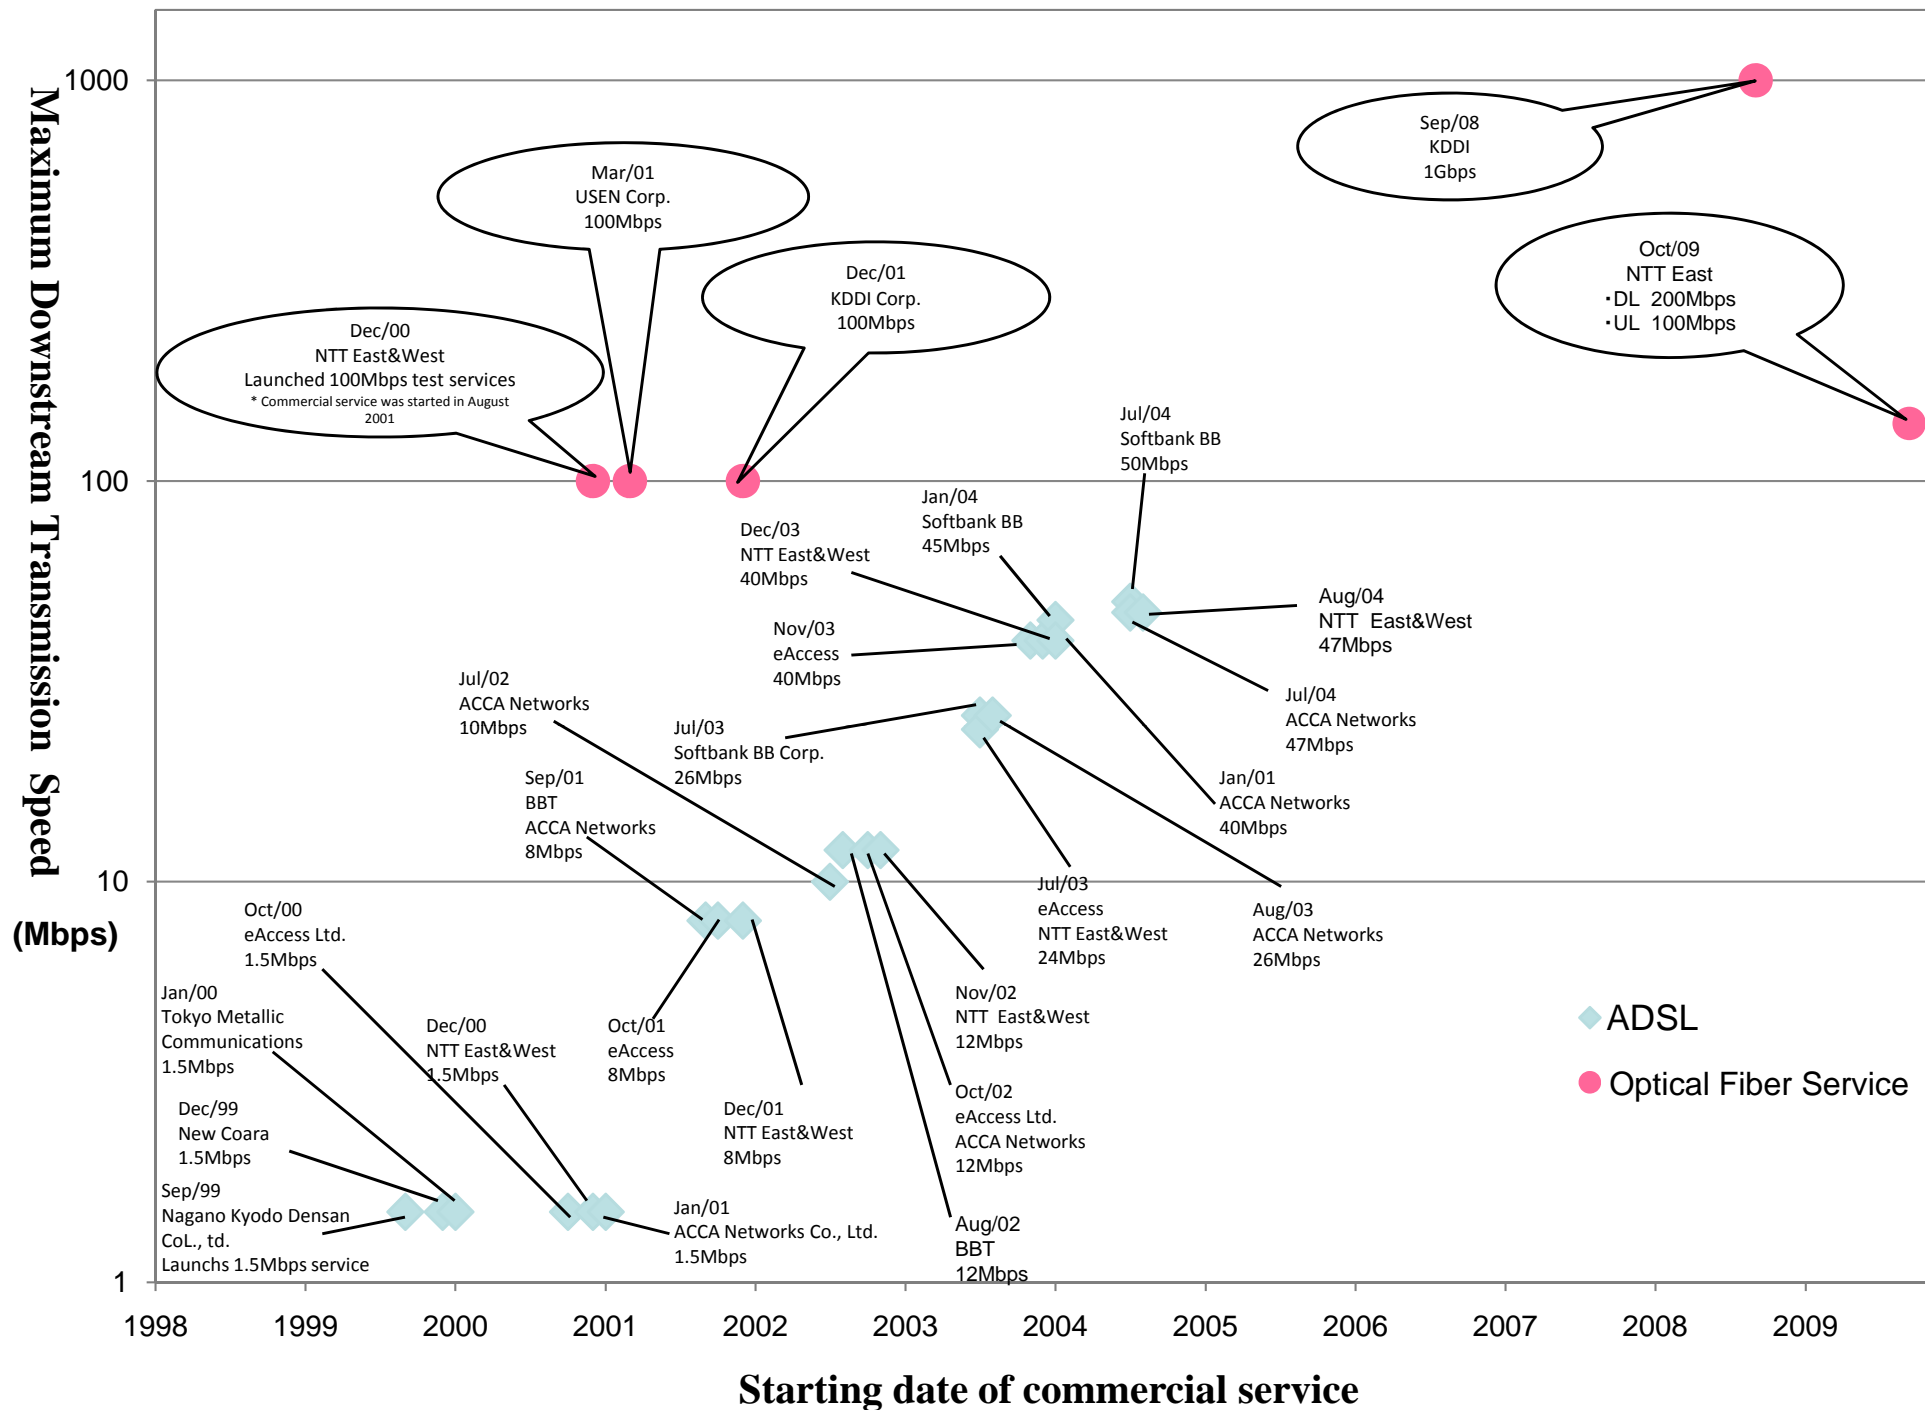 Maximum Downstream Transmission Speed
(Mbps)
1000
100
10
1
Sep/08
KDDI
1Gbps
Mar/01
USEN Corp.
100Mbps
Oct/09
NTT East
・DL 200Mbps
・UL 100Mbps
Dec/01
KDDI Corp.
100Mbps
Dec/00
NTT East&West
Launched 100Mbps test services
* Commercial service was started in August
2001
Jul/04
Softbank BB
50Mbps
Jan/04
Softbank BB
45Mbps
Dec/03
NTT East&West
40Mbps
Aug/04
NTT East&West
47Mbps
Nov/03
eAccess
40Mbps
Jul/02
ACCA Networks
10Mbps
Jul/04
ACCA Networks
47Mbps
Jul/03
Softbank BB Corp.
26Mbps
Sep/01
BBT
ACCA Networks
8Mbps
Jan/01
ACCA Networks
40Mbps
Jul/03
eAccess
NTT East&West
24Mbps
Aug/03
ACCA Networks
26Mbps
Oct/00
eAccess Ltd.
1.5Mbps
Jan/00
Tokyo Metallic
Communications
1.5Mbps
Dec/00
NTT East&West
1.5Mbps
Oct/01
eAccess
8Mbps
Nov/02
NTT East&West
12Mbps
Dec/99
New Coara
1.5Mbps
Dec/01
NTT East&West
8Mbps
Oct/02
eAccess Ltd.
ACCA Networks
12Mbps
Sep/99
Nagano Kyodo Densan
CoL., td.
Launchs 1.5Mbps service
Jan/01
ACCA Networks Co., Ltd.
1.5Mbps
Aug/02
BBT
12Mbps
ADSL
Optical Fiber Service
1998 1999 2000 2001 2002 2003 2004 2005 2006 2007 2008 2009
Starting date of commercial service